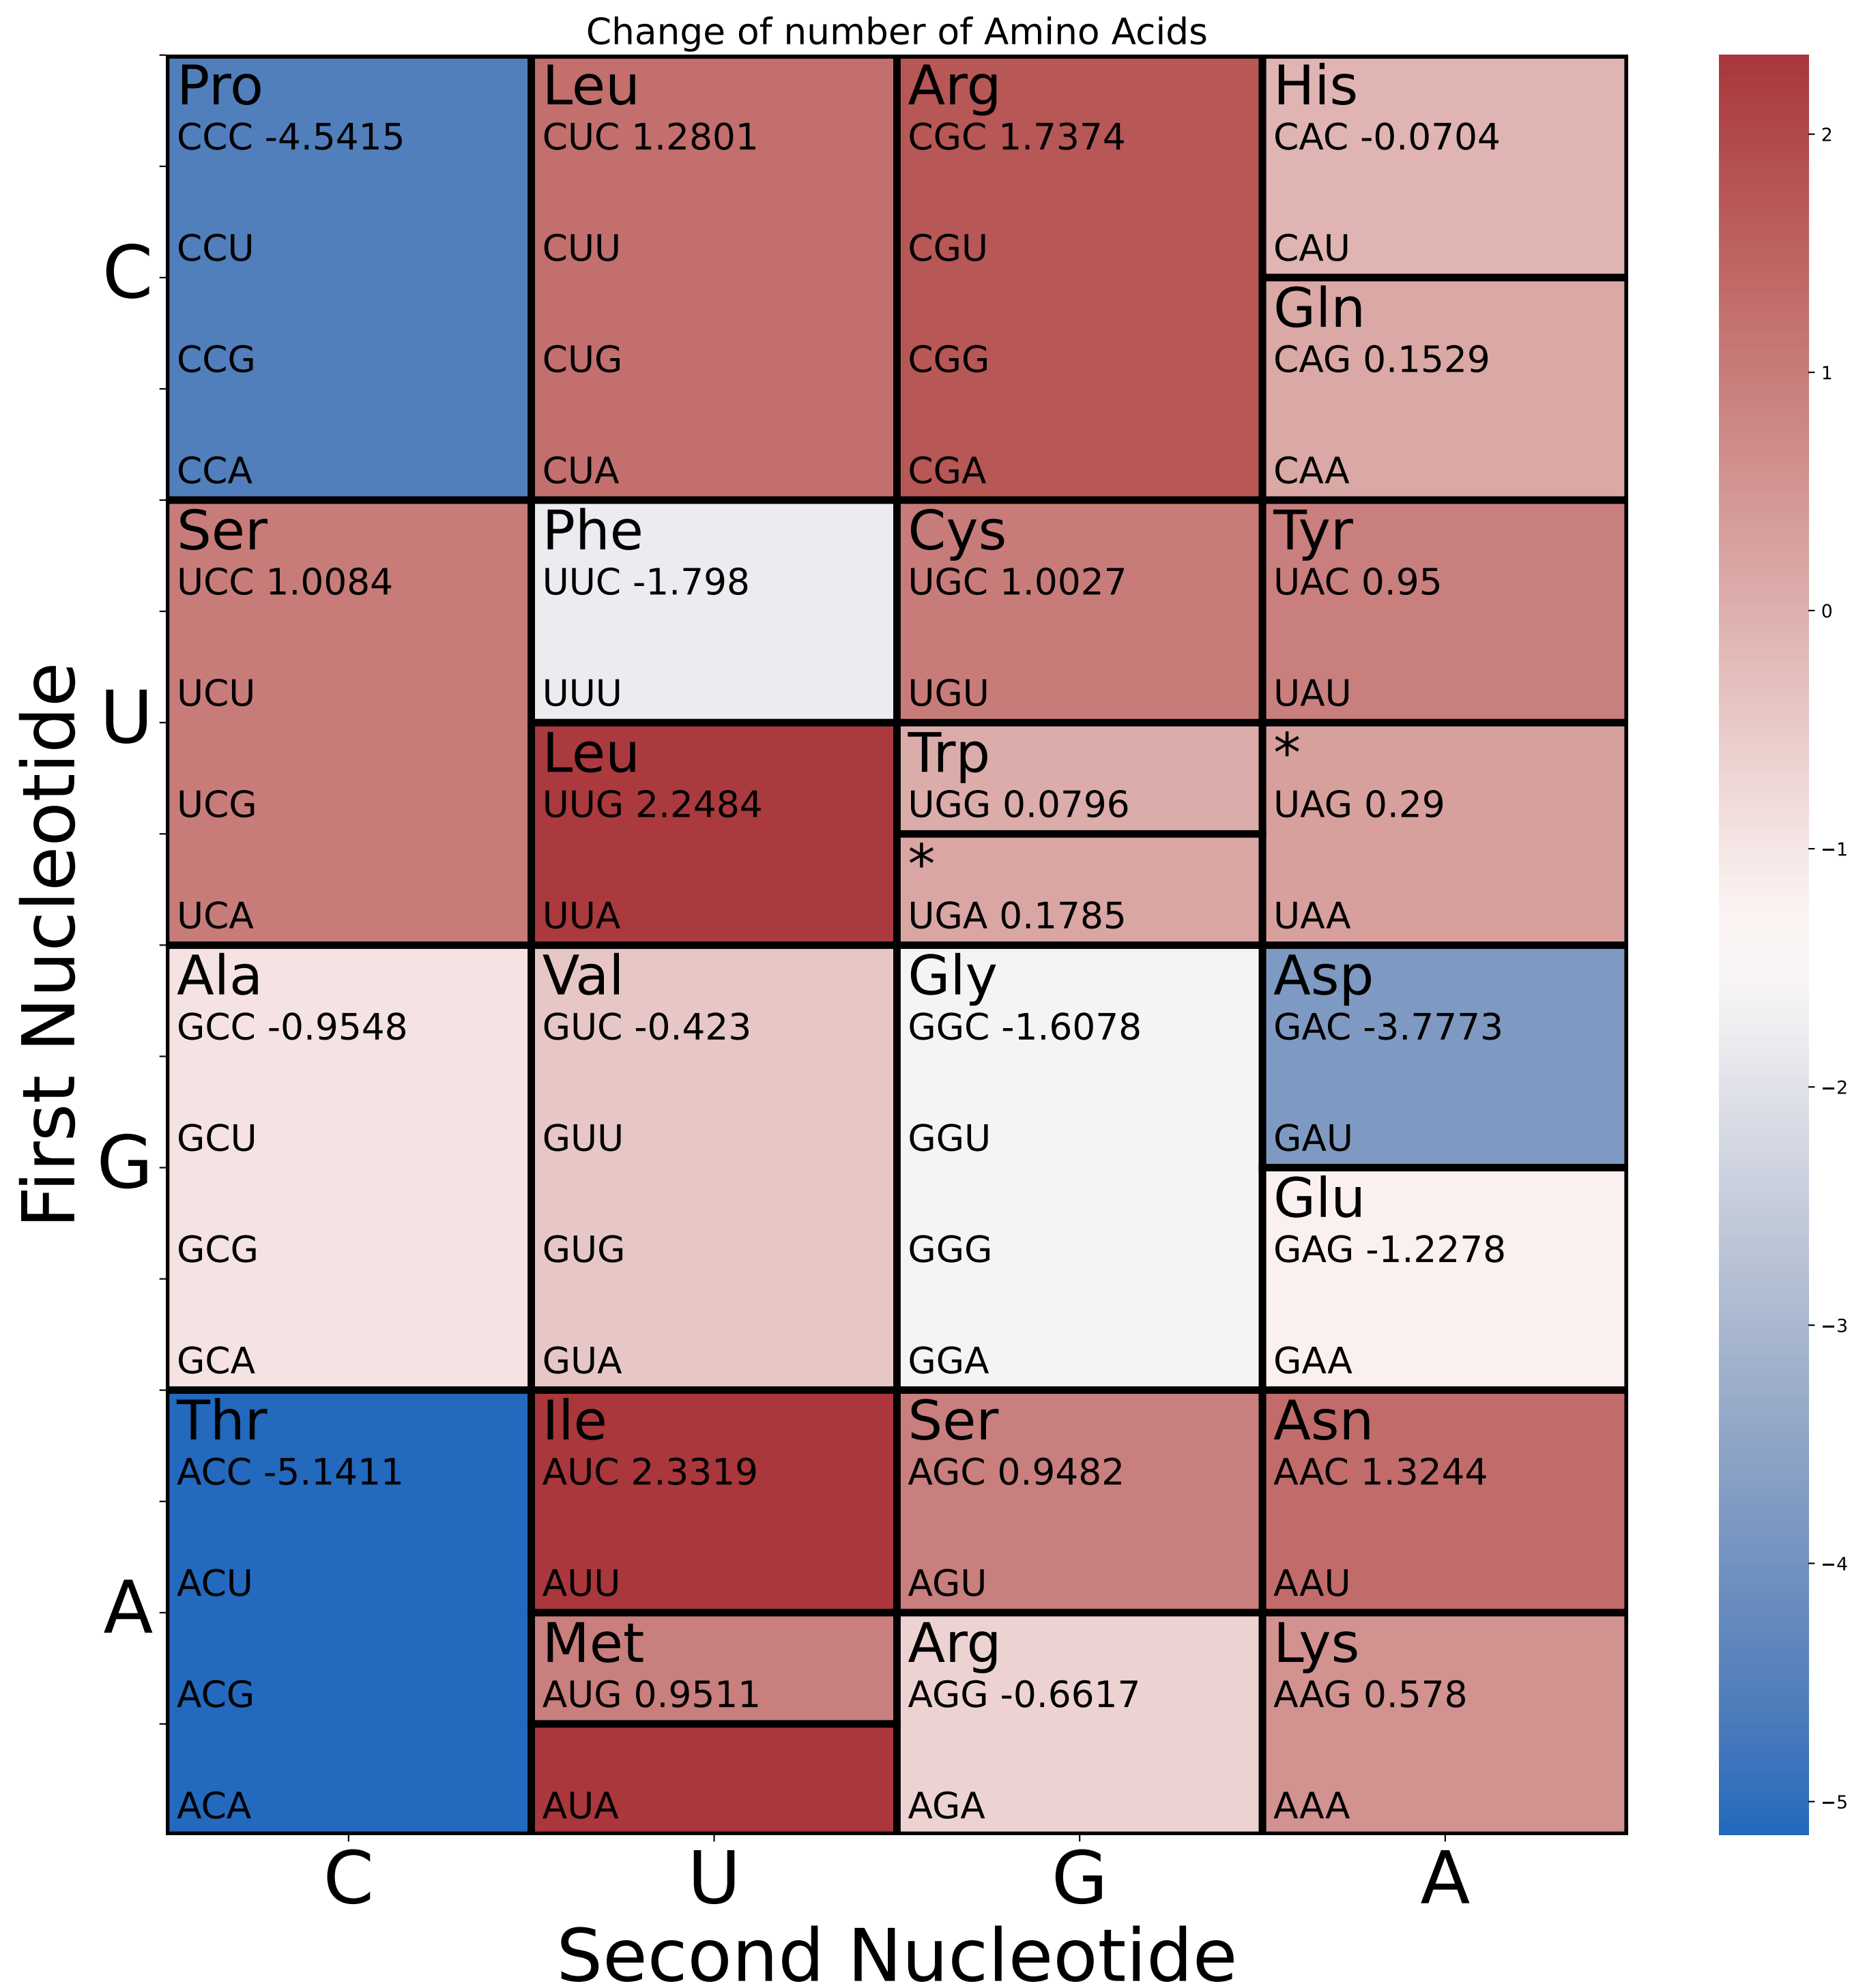 Change of number of Amino Acids
Pro
CCC -4.5415
CCU
CCG
CCA
Leu
CUC 1.2801
CUU
CUG
CUA
Arg
CGC 1.7374
CGU
CGG
CGA
His
CAC -0.0704
CAU
Gln
CAG 0.1529
CAA
Ser
UCC 1.0084
UCU
UCG
UCA
Phe
UUC -1.798
UUU
Leu
UUG 2.2484
UUA
Cys
UGC 1.0027
UGU
Trp
UGG 0.0796
*
UGA 0.1785
Tyr
UAC 0.95
UAU
*
UAG 0.29
UAA
Ala
GCC -0.9548
GCU
GCG
GCA
Val
GUC -0.423
GUU
GUG
GUA
Gly
GGC -1.6078
GGU
GGG
GGA
Asp
GAC -3.7773
GAU
Glu
GAG -1.2278
GAA
Thr
ACC -5.1411
ACU
ACG
ACA
Ile
AUC 2.3319
AUU
Met
AUG 0.9511
AUA
Ser
AGC 0.9482
AGU
Arg
AGG -0.6617
AGA
Asn
AAC 1.3244
AAU
Lys
AAG 0.578
AAA
First Nucleotide
C
U
G
A
C
U
G
A
Second Nucleotide
2
1
0
−1
−2
−3
−4
−5